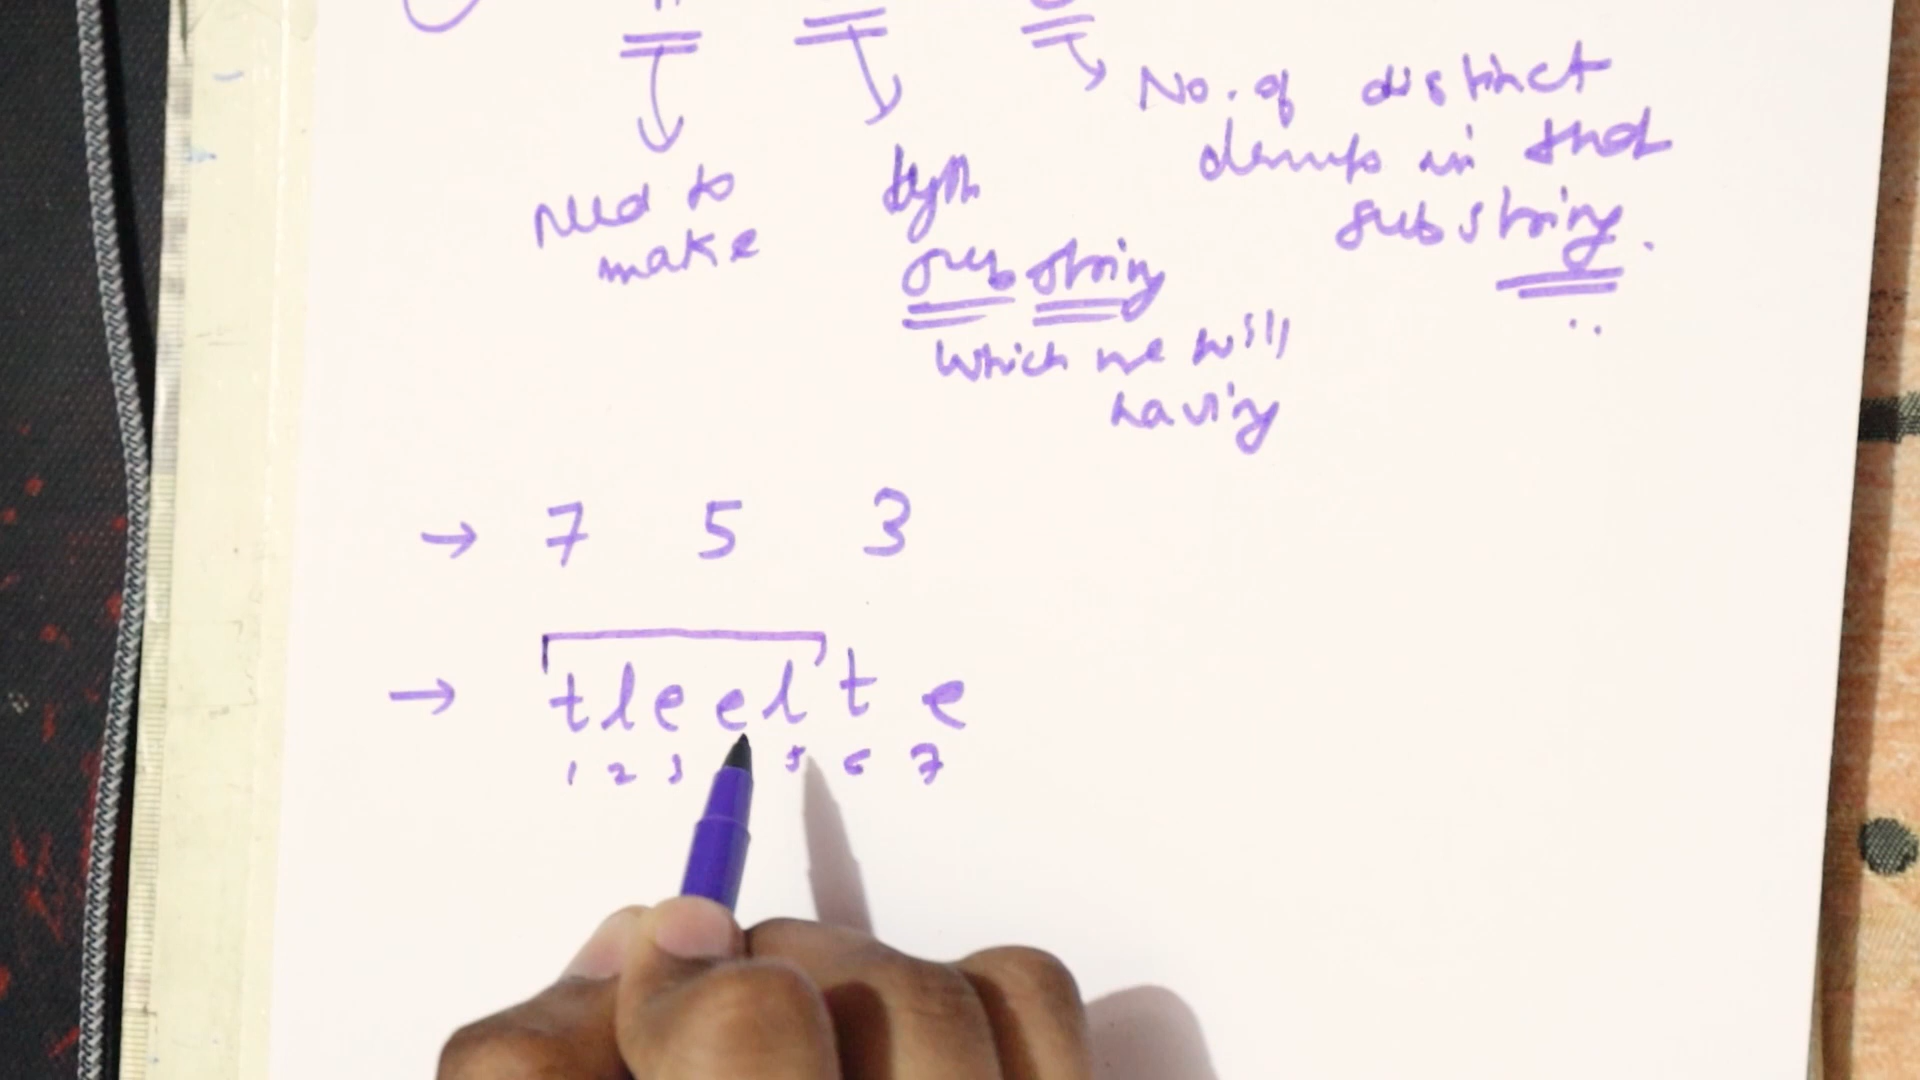 need to
make
length
substring
which we will
having
No. of distinct
elements in that
substring.
→ 7 5 3
→ tleelte
1 2 3 5 6 7